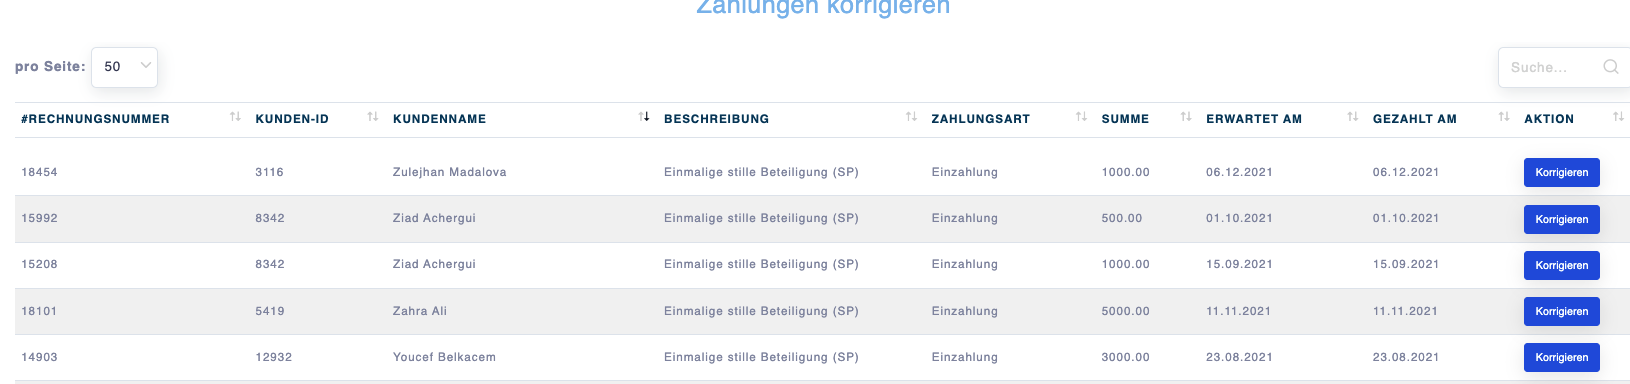 Zahlungen korrigieren
pro Seite: 50
Suche...
#RECHNUNGSNUMMER KUNDEN-ID KUNDENNAME BESCHREIBUNG ZAHLUNGSART SUMME ERWARTET AM GEZAHLT AM AKTION
18454 3116 Zulejhan Madalova Einmalige stille Beteiligung (SP) Einzahlung 1000.00 06.12.2021 06.12.2021 Korrigieren
15992 8342 Ziad Achergui Einmalige stille Beteiligung (SP) Einzahlung 500.00 01.10.2021 01.10.2021 Korrigieren
15208 8342 Ziad Achergui Einmalige stille Beteiligung (SP) Einzahlung 1000.00 15.09.2021 15.09.2021 Korrigieren
18101 5419 Zahra Ali Einmalige stille Beteiligung (SP) Einzahlung 5000.00 11.11.2021 11.11.2021 Korrigieren
14903 12932 Youcef Belkacem Einmalige stille Beteiligung (SP) Einzahlung 3000.00 23.08.2021 23.08.2021 Korrigieren